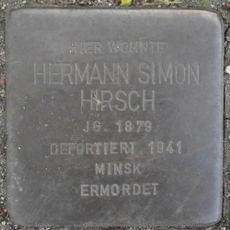 HIER WOHNTE
HERMANN SIMON
HIRSCH
JG. 1879
DEPORTIERT 1941
MINSK
ERMORDET